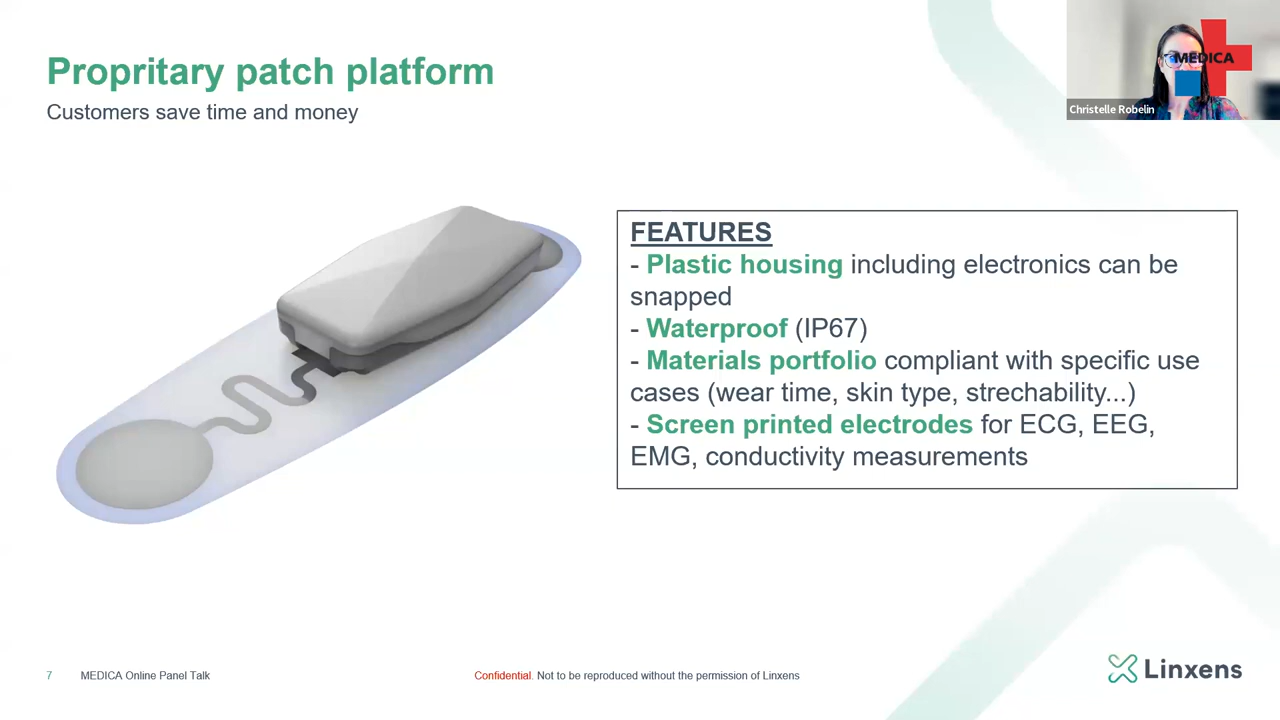 Propritary patch platform
Customers save time and money
MEDICA
Christelle Robelin
FEATURES
- Plastic housing including electronics can be
snapped
- Waterproof (IP67)
- Materials portfolio compliant with specific use
cases (wear time, skin type, strechability...)
- Screen printed electrodes for ECG, EEG,
EMG, conductivity measurements
7
MEDICA Online Panel Talk
Confidential. Not to be reproduced without the permission of Linxens
Linxens